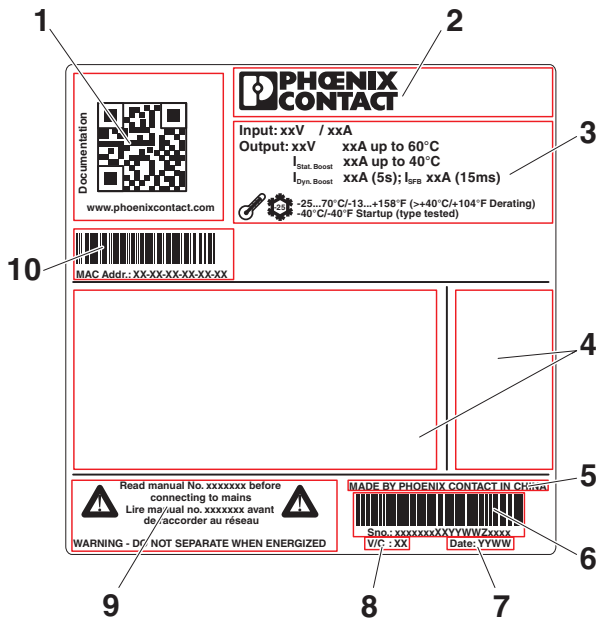 1
2
PHŒNIX
CONTACT
Documentation
www.phoenixcontact.com
Input: xxV / xxA
Output: xxV xxA up to 60°C
IStat. Boost xxA up to 40°C
IDyn. Boost xxA (5s); ISFB xxA (15ms)
-25
-25...70°C/-13...+158°F (>+40°C/+104°F Derating)
-40°C/-40°F Startup (type tested)
3
10
MAC Addr.: XX-XX-XX-XX-XX-XX
4
Read manual No. xxxxxxx before
connecting to mains
Lire manual no. xxxxxxx avant
de raccorder au réseau
WARNING - DO NOT SEPARATE WHEN ENERGIZED
MADE BY PHOENIX CONTACT IN CHINA
5
Sno.: xxxxxxxXXYYWWZxxxx
6
V/C : XX
Date: YYWW
9
8
7